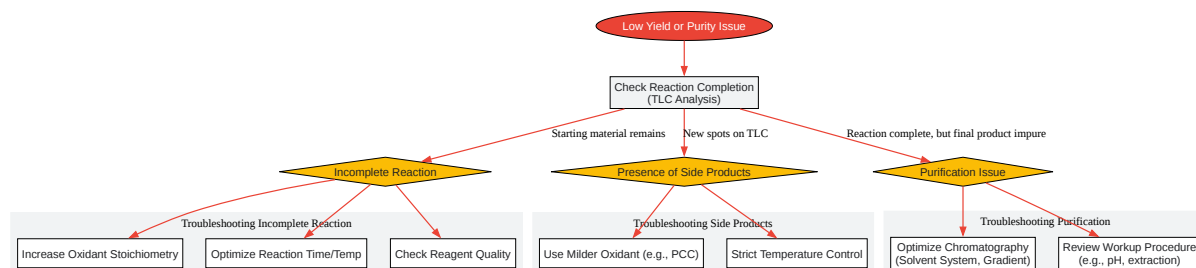 Low Yield or Purity Issue
Check Reaction Completion
(TLC Analysis)
Starting material remains
New spots on TLC
Reaction complete, but final product impure
Incomplete Reaction
Presence of Side Products
Purification Issue
Troubleshooting Incomplete Reaction
Troubleshooting Side Products
Troubleshooting Purification
Increase Oxidant Stoichiometry
Optimize Reaction Time/Temp
Check Reagent Quality
Use Milder Oxidant (e.g., PCC)
Strict Temperature Control
Optimize Chromatography
(Solvent System, Gradient)
Review Workup Procedure
(e.g., pH, extraction)